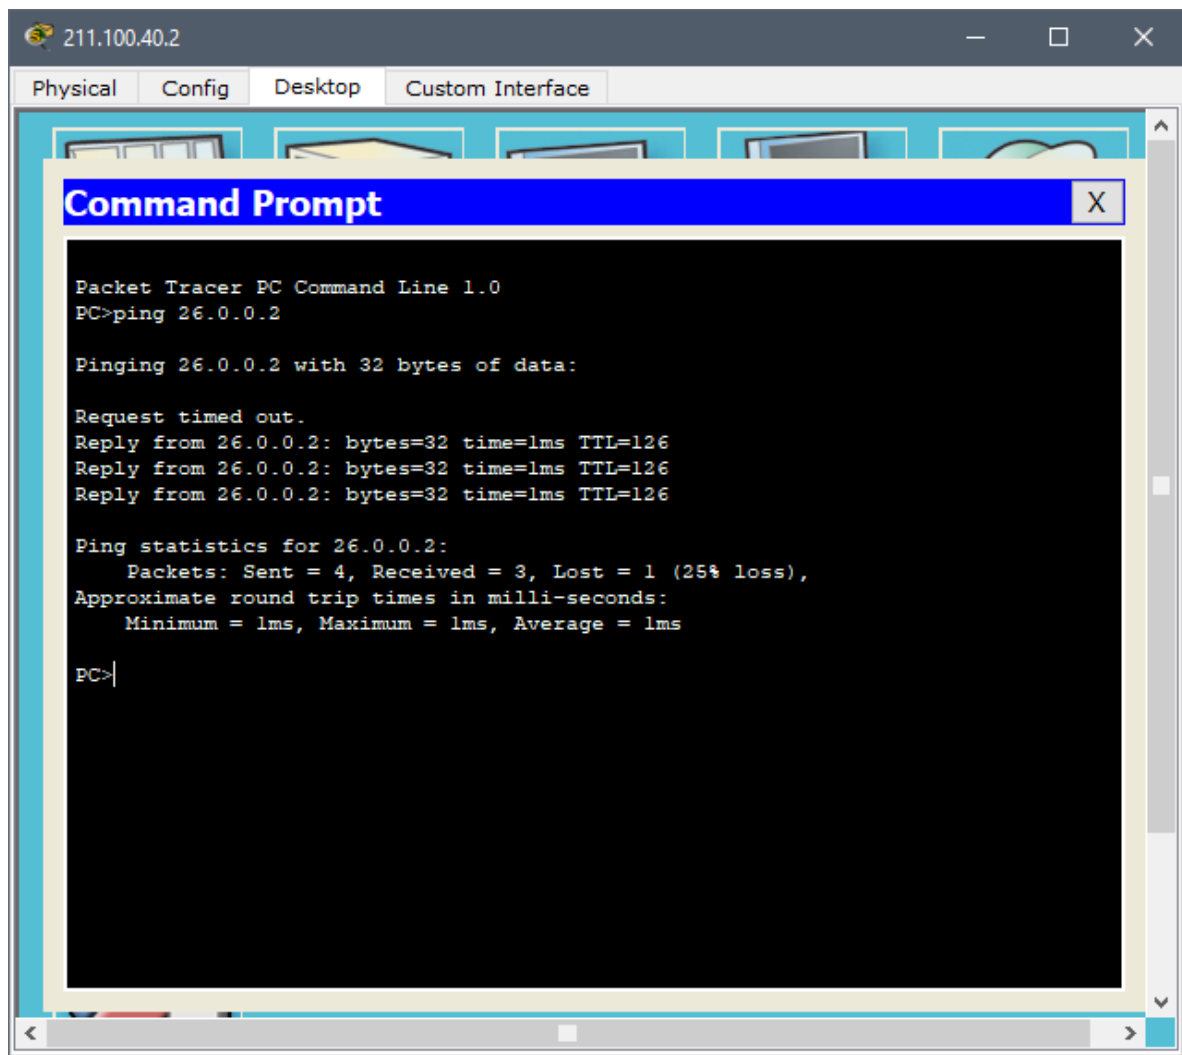 211.100.40.2
Physical Config Desktop Custom Interface
Command Prompt X
Packet Tracer PC Command Line 1.0
PC>ping 26.0.0.2
Pinging 26.0.0.2 with 32 bytes of data:
Request timed out.
Reply from 26.0.0.2: bytes=32 time=1ms TTL=126
Reply from 26.0.0.2: bytes=32 time=1ms TTL=126
Reply from 26.0.0.2: bytes=32 time=1ms TTL=126
Ping statistics for 26.0.0.2:
Packets: Sent = 4, Received = 3, Lost = 1 (25% loss),
Approximate round trip times in milli-seconds:
Minimum = 1ms, Maximum = 1ms, Average = 1ms
PC>